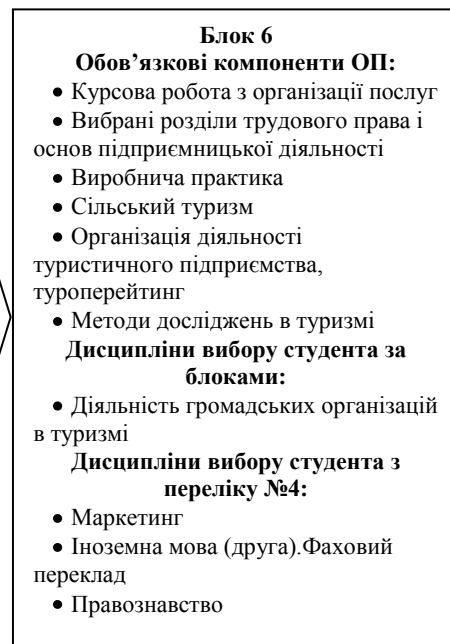 Блок 6
Обов’язкові компоненти ОП:
• Курсова робота з організації послуг
• Вибрані розділи трудового права і
основ підприємницької діяльності
• Виробнича практика
• Сільський туризм
• Організація діяльності
туристичного підприємства,
туроперейтинг
• Методи досліджень в туризмі
Дисципліни вибору студента за
блоками:
• Діяльність громадських організацій
в туризмі
Дисципліни вибору студента з
переліку №4:
• Маркетинг
• Іноземна мова (друга).Фаховий
переклад
• Правознавство